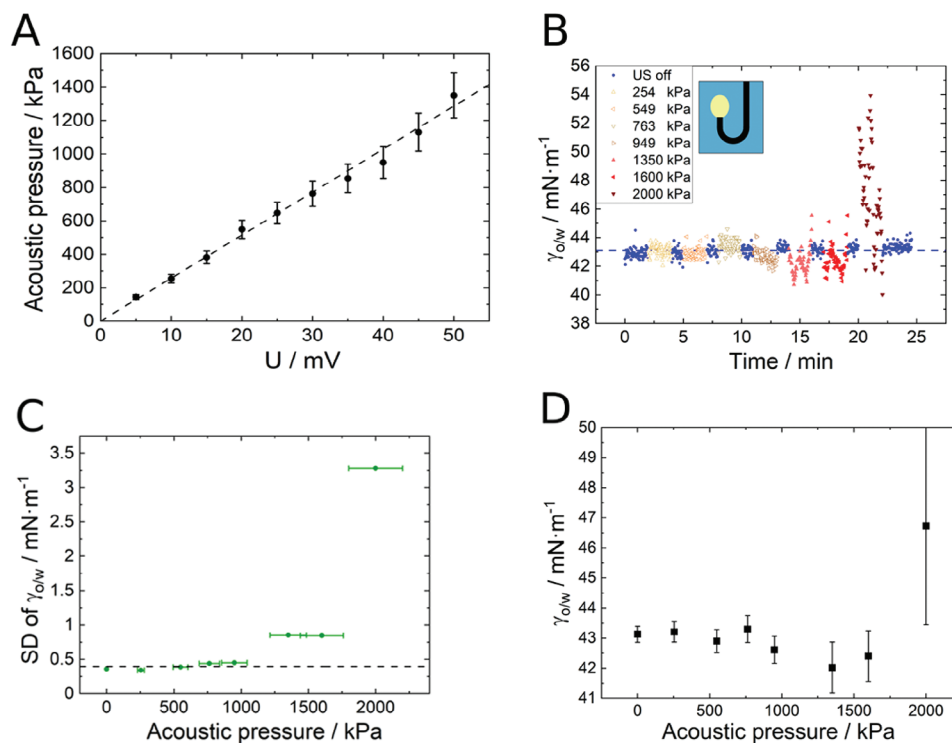 A
Acoustic pressure / kPa
1600
1400
1200
1000
800
600
400
200
0
0 10 20 30 40 50
U / mV
B
γo/w / mN·m⁻¹
56
54
52
50
48
46
44
42
40
38
US off
254 kPa
549 kPa
763 kPa
949 kPa
1350 kPa
1600 kPa
2000 kPa
0 5 10 15 20 25
Time / min
C
SD of γo/w / mN·m⁻¹
3.5
3
2.5
2
1.5
1
0.5
0
0 500 1000 1500 2000
Acoustic pressure / kPa
D
γo/w / mN·m⁻¹
50
49
48
47
46
45
44
43
42
41
0 500 1000 1500 2000
Acoustic pressure / kPa